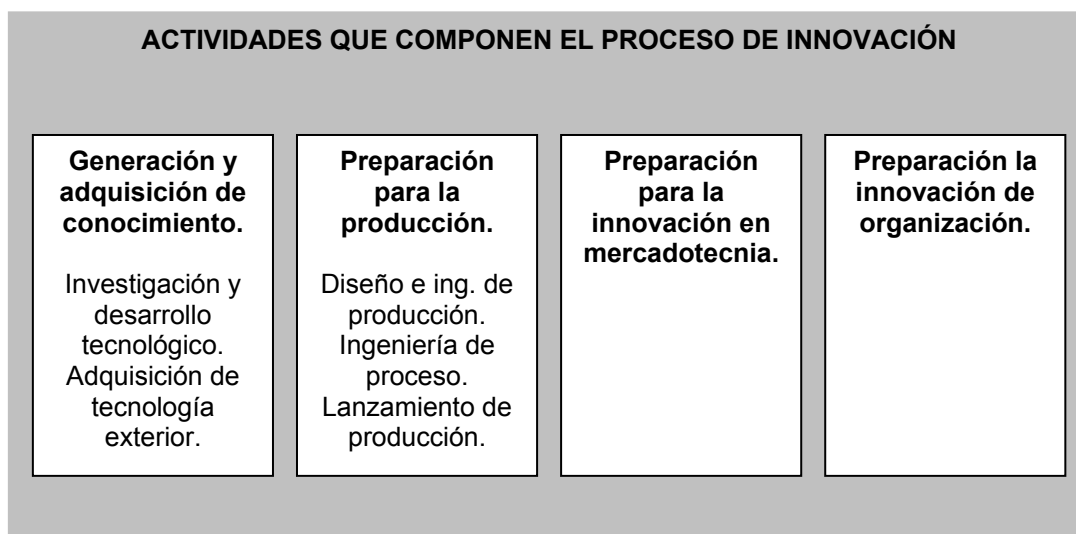 ACTIVIDADES QUE COMPONEN EL PROCESO DE INNOVACIÓN
Generación y
adquisición de
conocimiento.
Investigación y
desarrollo
tecnológico.
Adquisición de
tecnología
exterior.
Preparación
para la
producción.
Diseño e ing. de
producción.
Ingeniería de
proceso.
Lanzamiento de
producción.
Preparación
para la
innovación en
mercadotecnia.
Preparación la
innovación de
organización.